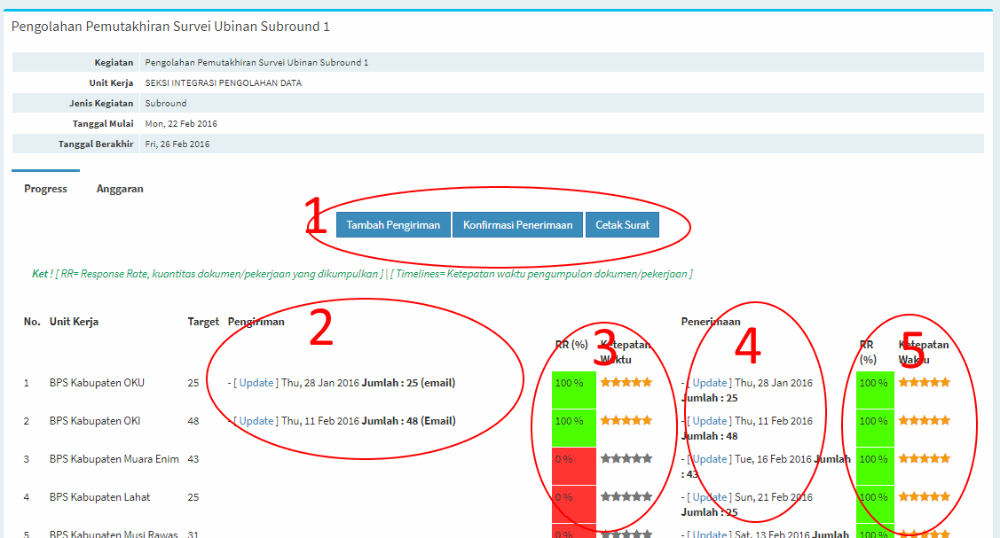 Pengolahan Pemutakhiran Survei Ubinan Subround 1
Kegiatan Pengolahan Pemutakhiran Survei Ubinan Subround 1
Unit Kerja SEKSI INTEGRASI PENGOLAHAN DATA
Jenis Kegiatan Subround
Tanggal Mulai Mon, 22 Feb 2016
Tanggal Berakhir Fri, 26 Feb 2016
Progress Anggaran
1 Tambah Pengiriman Konfirmasi Penerimaan Cetak Surat
Ket ! [ RR= Response Rate, kuantitas dokumen/pekerjaan yang dikumpulkan ] | [ Timelines= Ketepatan waktu pengumpulan dokumen/pekerjaan ]
No. Unit Kerja Target Pengiriman 2 Penerimaan
RR (%) Ketepatan Waktu 3 4 RR (%) Ketepatan Waktu 5
1 BPS Kabupaten OKU 25 - [ Update ] Thu, 28 Jan 2016 Jumlah : 25 (email) 100 % - [ Update ] Thu, 28 Jan 2016 100 %
Jumlah : 25
2 BPS Kabupaten OKI 48 - [ Update ] Thu, 11 Feb 2016 Jumlah : 48 (Email) 100 % - [ Update ] Thu, 11 Feb 2016 100 %
Jumlah : 48
3 BPS Kabupaten Muara Enim 43 0 % - [ Update ] Tue, 16 Feb 2016 Jumlah 100 %
: 43
4 BPS Kabupaten Lahat 25 0 % - [ Update ] Sun, 21 Feb 2016 100 %
Jumlah : 25
5 BPS Kabupaten Musi Rawas 31 0 % - [ Update ] Sat, 13 Feb 2016 Jumlah 100 %